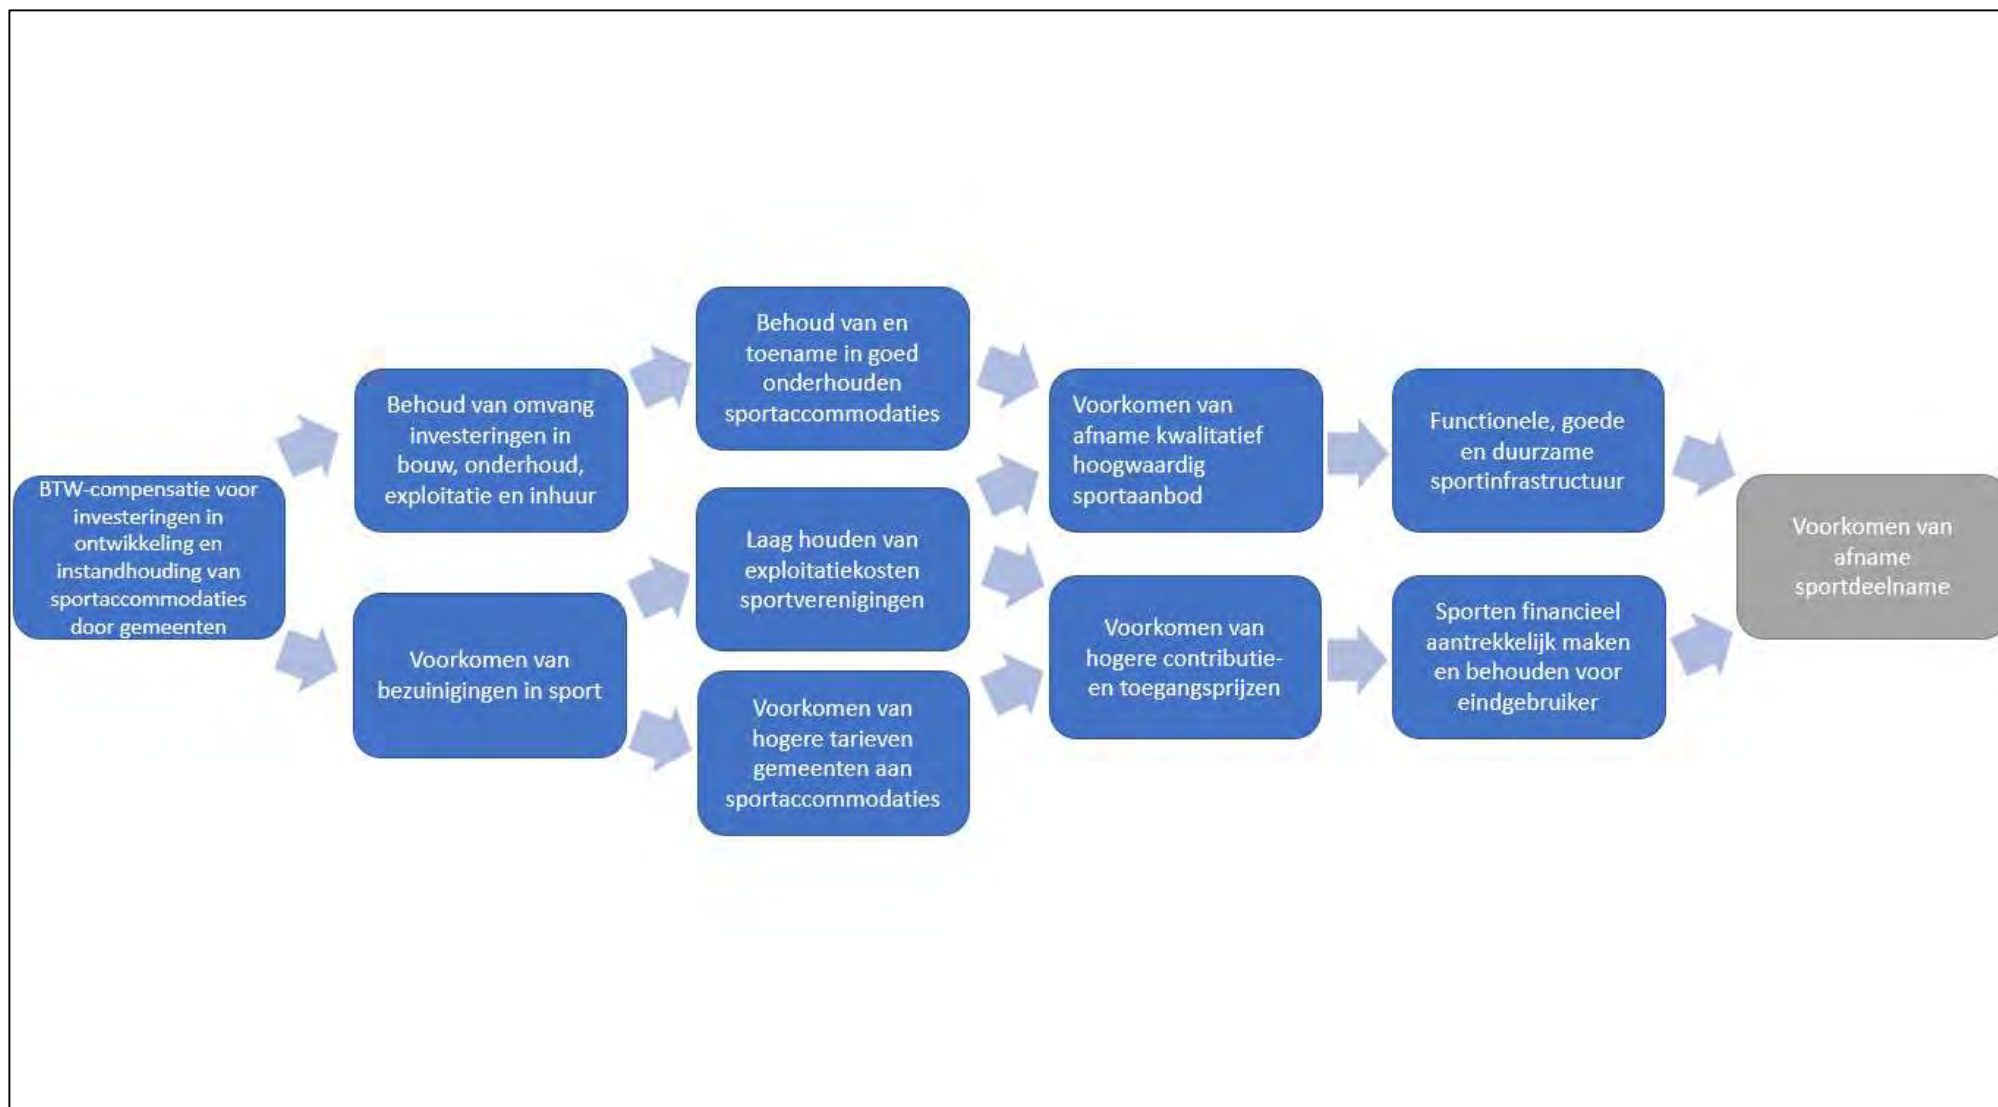 BTW-compensatie voor
investeringen in
ontwikkeling en
instandhouding van
sportaccommodaties
door gemeenten
Behoud van omvang
investeringen in
bouw, onderhoud,
exploitatie en inhuur
Voorkomen van
bezuinigingen in sport
Behoud van en
toename in goed
onderhouden
sportaccommodaties
Laag houden van
exploitatiekosten
sportverenigingen
Voorkomen van
hogere tarieven
gemeenten aan
sportaccommodaties
Voorkomen van
afname kwalitatief
hoogwaardig
sportaanbod
Voorkomen van
hogere contributie-
en toegangsprijzen
Functionele, goede
en duurzame
sportinfrastructuur
Sporten financieel
aantrekkelijk maken
en behouden voor
eindgebruiker
Voorkomen van
afname
sportdeelname